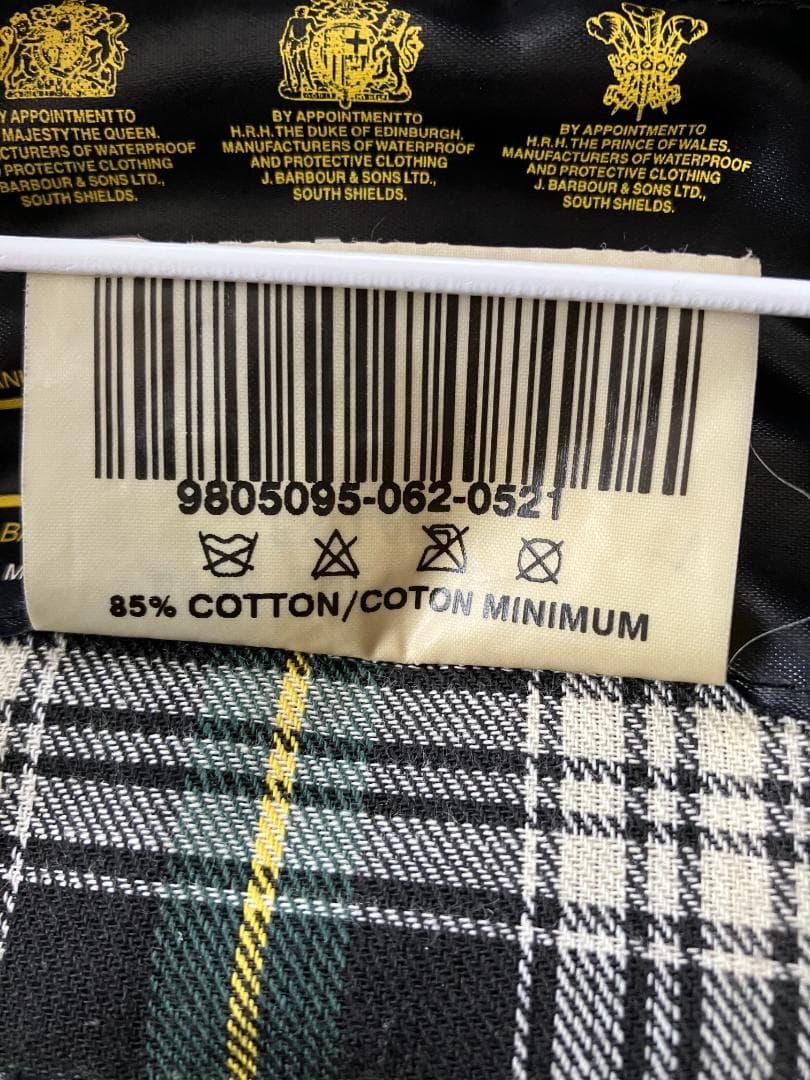 BY APPOINTMENT TO
MAJESTY THE QUEEN.
CTURERS OF WATERPROOF
PROTECTIVE CLOTHING
BARBOUR & SONS LTD.,
SOUTH SHIELDS.
BY APPOINTMENT TO
H.R.H. THE DUKE OF EDINBURGH.
MANUFACTURERS OF WATERPROOF
AND PROTECTIVE CLOTHING
J. BARBOUR & SONS LTD.,
SOUTH SHIELDS.
BY APPOINTMENT TO
H.R.H. THE PRINCE OF WALES.
MANUFACTURERS OF WATERPROOF
AND PROTECTIVE CLOTHING
J. BARBOUR & SONS LTD.,
SOUTH SHIELDS.
9805095-062-0521
85% COTTON/COTON MINIMUM